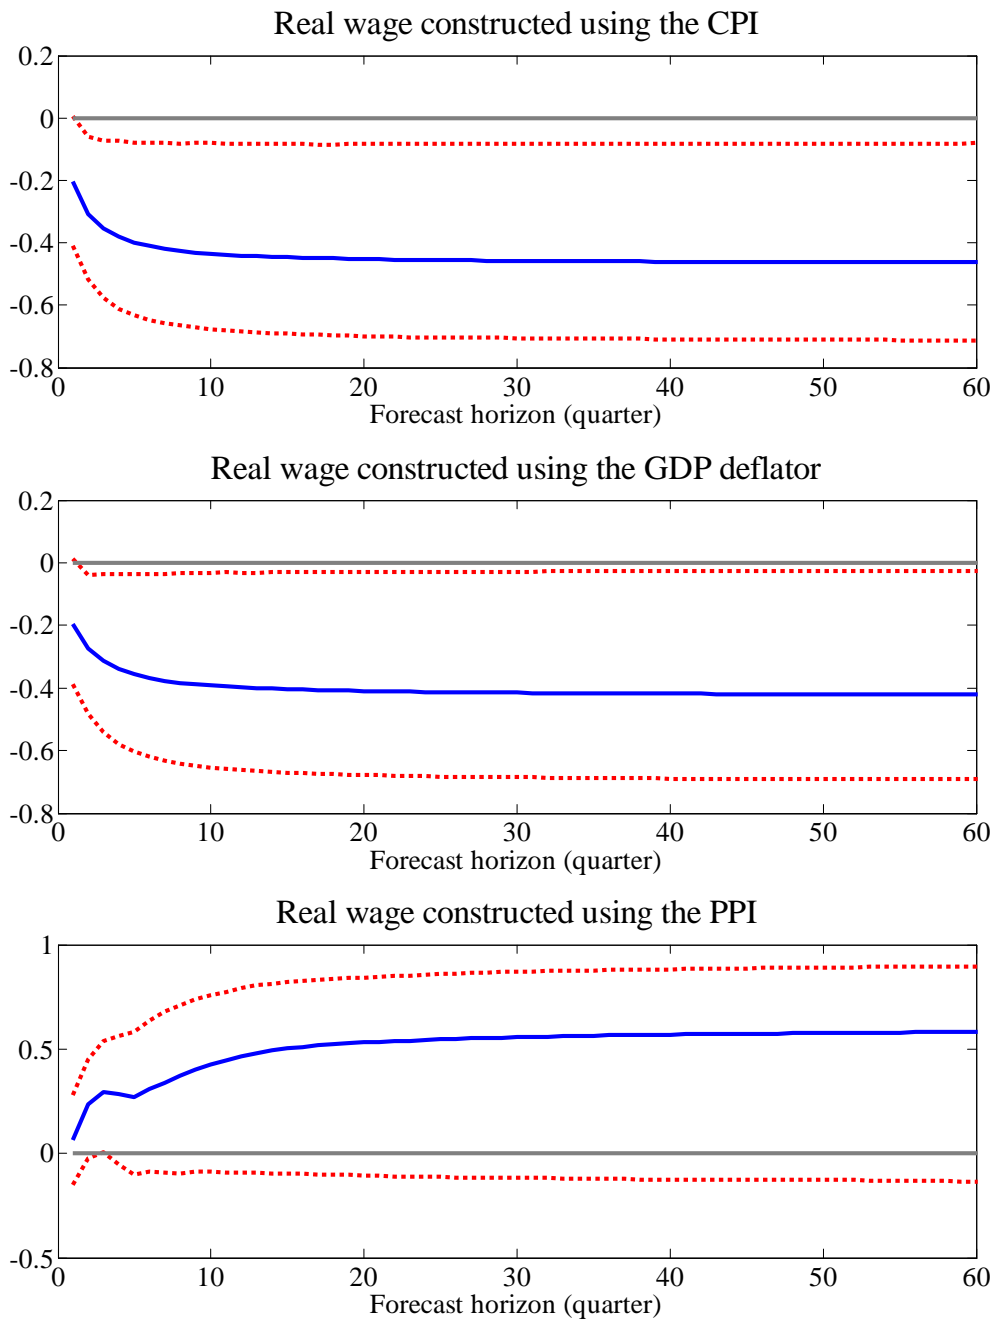 Real wage constructed using the CPI
0.2
0
-0.2
-0.4
-0.6
-0.8
0 10 20 30 40 50 60
Forecast horizon (quarter)
Real wage constructed using the GDP deflator
0.2
0
-0.2
-0.4
-0.6
-0.8
0 10 20 30 40 50 60
Forecast horizon (quarter)
Real wage constructed using the PPI
1
0.5
0
-0.5
0 10 20 30 40 50 60
Forecast horizon (quarter)